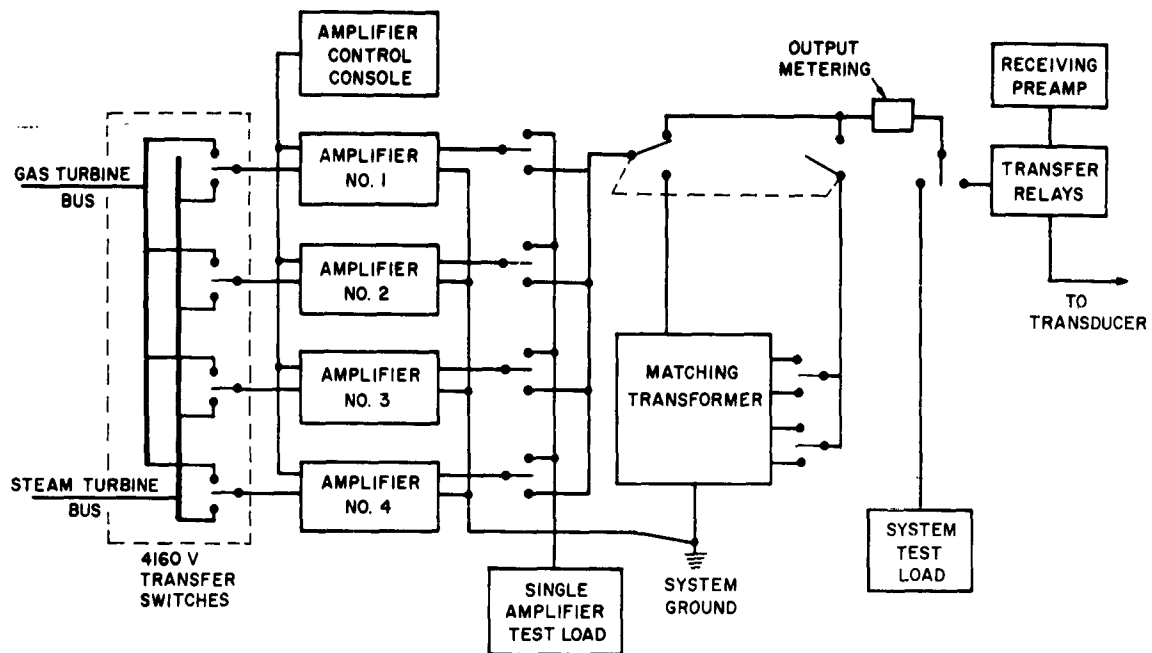 AMPLIFIER
CONTROL
CONSOLE
OUTPUT
METERING
RECEIVING
PREAMP
GAS TURBINE
BUS
AMPLIFIER
NO. 1
TRANSFER
RELAYS
AMPLIFIER
NO. 2
TO
TRANSDUCER
AMPLIFIER
NO. 3
MATCHING
TRANSFORMER
STEAM TURBINE
BUS
AMPLIFIER
NO. 4
4160 V
TRANSFER
SWITCHES
SINGLE
AMPLIFIER
TEST LOAD
SYSTEM
GROUND
SYSTEM
TEST
LOAD